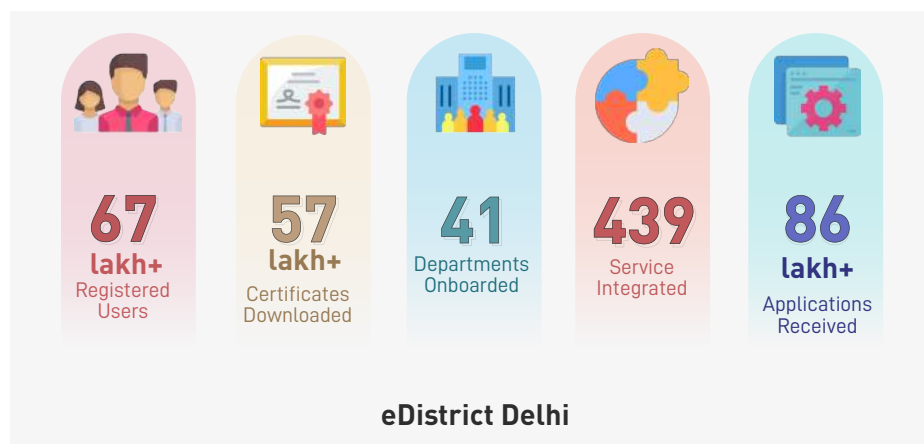 67
lakh+
Registered
Users
57
lakh+
Certificates
Downloaded
41
Departments
Onboarded
439
Service
Integrated
86
lakh+
Applications
Received
eDistrict Delhi